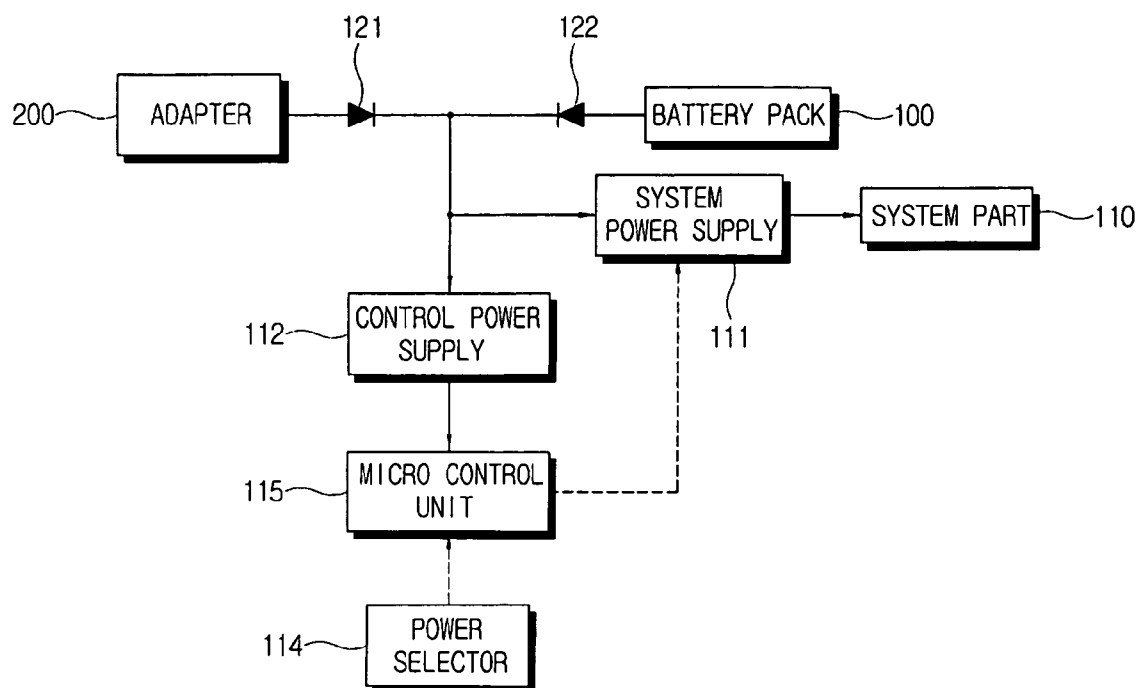 121
122
200
ADAPTER
BATTERY PACK
100
SYSTEM
POWER SUPPLY
SYSTEM PART
110
111
112
CONTROL POWER
SUPPLY
115
MICRO CONTROL
UNIT
114
POWER
SELECTOR